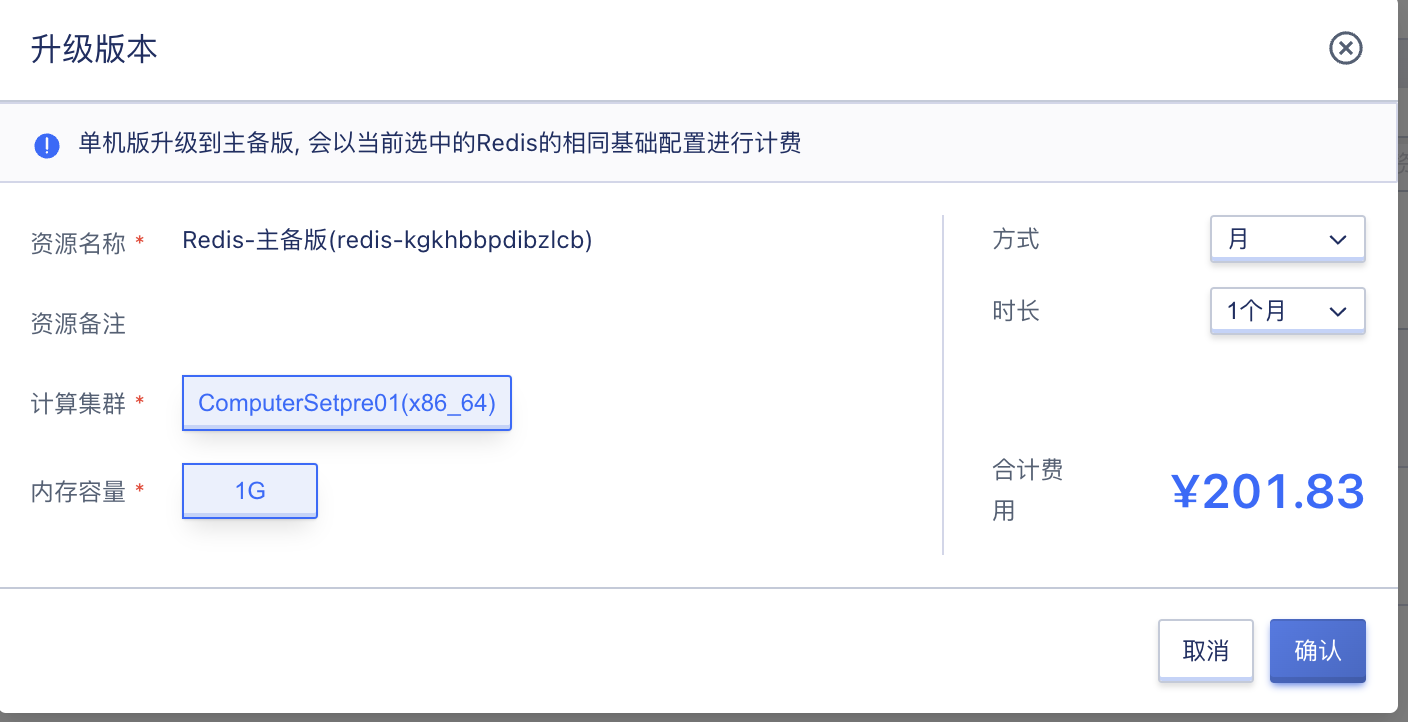 升级版本
单机版升级到主备版, 会以当前选中的Redis的相同基础配置进行计费
资源名称 * Redis-主备版(redis-kgkhbbpdibzlcb)
资源备注
计算集群 * ComputerSetpre01(x86_64)
内存容量 * 1G
方式 月
时长 1个月
合计费
用
¥201.83
取消 确认